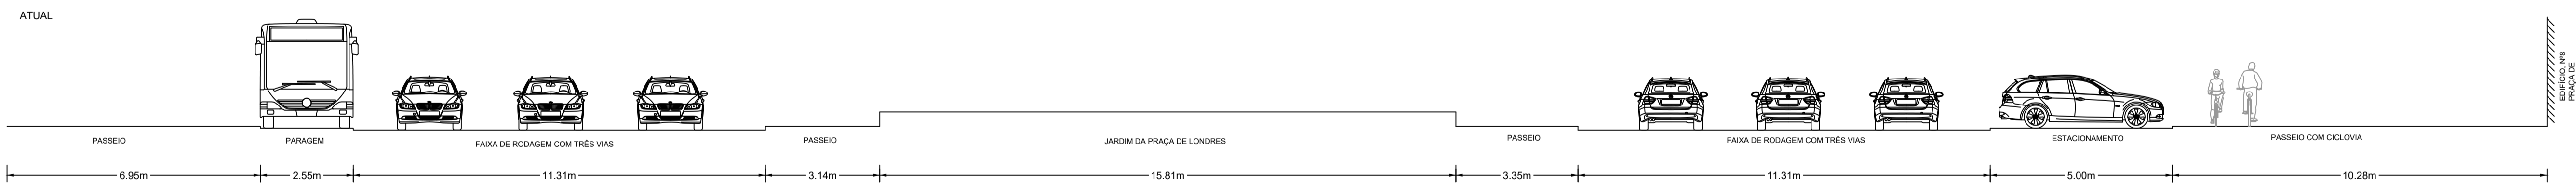 ATUAL
EDIFÍCIO, Nº8
PRAÇA DE
PASSEIO
PARAGEM
FAIXA DE RODAGEM COM TRÊS VIAS
PASSEIO
JARDIM DA PRAÇA DE LONDRES
PASSEIO
FAIXA DE RODAGEM COM TRÊS VIAS
ESTACIONAMENTO
PASSEIO COM CICLOVIA
6.95m
2.55m
11.31m
3.14m
15.81m
3.35m
11.31m
5.00m
10.28m